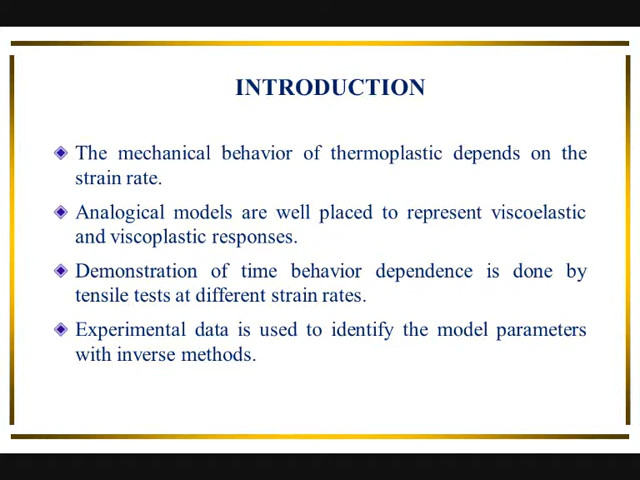 INTRODUCTION
The mechanical behavior of thermoplastic depends on the
strain rate.
Analogical models are well placed to represent viscoelastic
and viscoplastic responses.
Demonstration of time behavior dependence is done by
tensile tests at different strain rates.
Experimental data is used to identify the model parameters
with inverse methods.